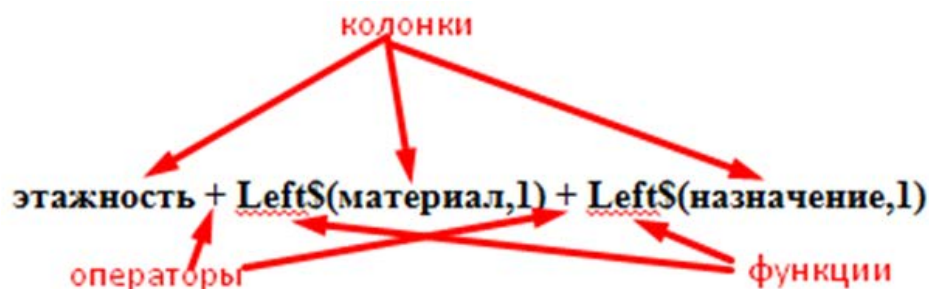 колонки
этажность + Left$(материал,1) + Left$(назначение,1)
операторы функции